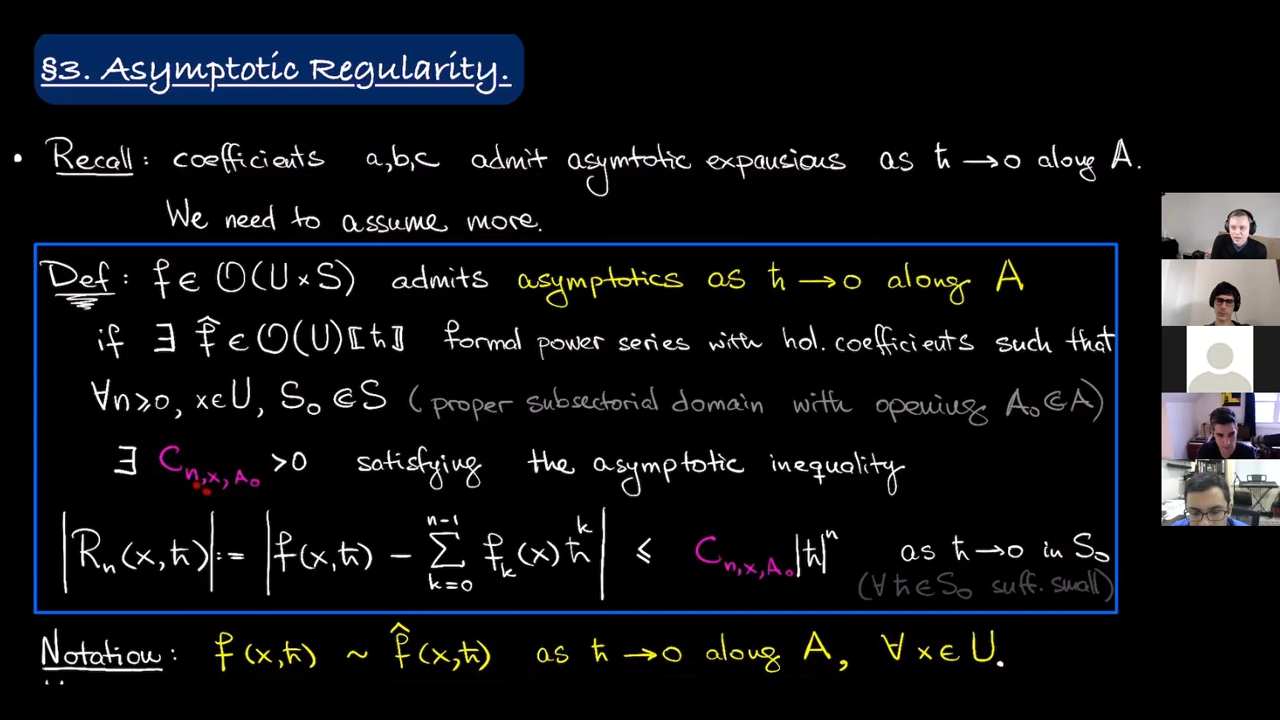 §3. Asymptotic Regularity.
• Recall: coefficients a,b,c admit asymtotic expansions as ħ → 0 along A.
We need to assume more.
Def: f ∈ O(U × S) admits asymptotics as ħ → 0 along A
if ∃ f̂ ∈ O(U)⟦ħ⟧ formal power series with hol. coefficients such that
∀n ≥ 0, x ∈ U, S₀ ⋐ S (proper subsectorial domain with opening A₀ ⋐ A)
∃ C_{n,x,A₀} > 0 satisfying the asymptotic inequality
|R_n(x,ħ)| := |f(x,ħ) − ∑_{k=0}^{n-1} f_k(x) ħ^k| ≤ C_{n,x,A₀} |ħ|^n as ħ → 0 in S₀
(∀ ħ ∈ S₀ suff. small)
Notation: f(x,ħ) ~ f̂(x,ħ) as ħ → 0 along A, ∀ x ∈ U.